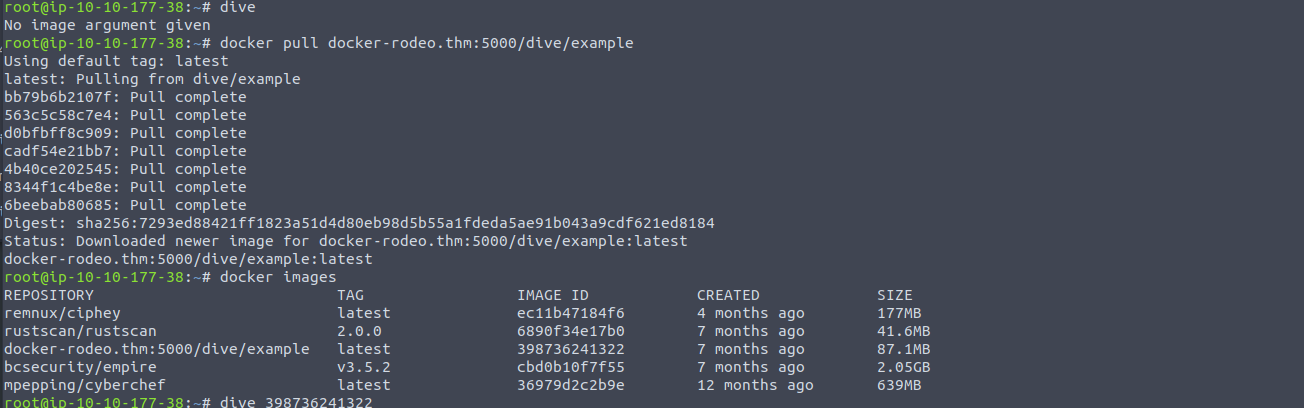 root@ip-10-10-177-38:~# dive
No image argument given
root@ip-10-10-177-38:~# docker pull docker-rodeo.thm:5000/dive/example
Using default tag: latest
latest: Pulling from dive/example
bb79b6b2107f: Pull complete
563c5c58c7e4: Pull complete
d0bfbff8c909: Pull complete
cadf54e21bb7: Pull complete
4b40ce202545: Pull complete
8344f1c4be8e: Pull complete
6beebab80685: Pull complete
Digest: sha256:7293ed88421ff1823a51d4d80eb98d5b55a1fdeda5ae91b043a9cdf621ed8184
Status: Downloaded newer image for docker-rodeo.thm:5000/dive/example:latest
docker-rodeo.thm:5000/dive/example:latest
root@ip-10-10-177-38:~# docker images
REPOSITORY TAG IMAGE ID CREATED SIZE
remnux/ciphey latest ec11b47184f6 4 months ago 177MB
rustscan/rustscan 2.0.0 6890f34e17b0 7 months ago 41.6MB
docker-rodeo.thm:5000/dive/example latest 398736241322 7 months ago 87.1MB
bcsecurity/empire v3.5.2 cbd0b10f7f55 7 months ago 2.05GB
mpepping/cyberchef latest 36979d2c2b9e 12 months ago 639MB
root@ip-10-10-177-38:~# dive 398736241322